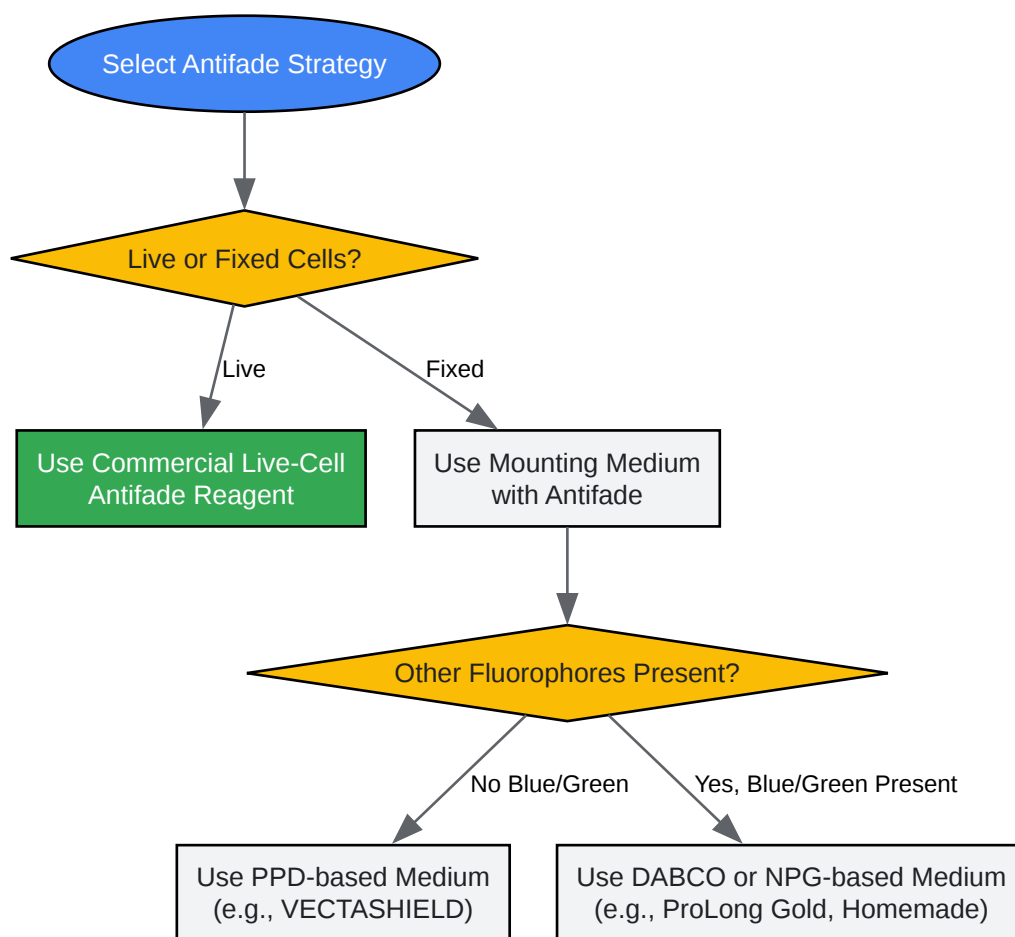 Select Antifade Strategy
Live or Fixed Cells?
Live
Fixed
Use Commercial Live-Cell
Antifade Reagent
Use Mounting Medium
with Antifade
Other Fluorophores Present?
No Blue/Green
Yes, Blue/Green Present
Use PPD-based Medium
(e.g., VECTASHIELD)
Use DABCO or NPG-based Medium
(e.g., ProLong Gold, Homemade)